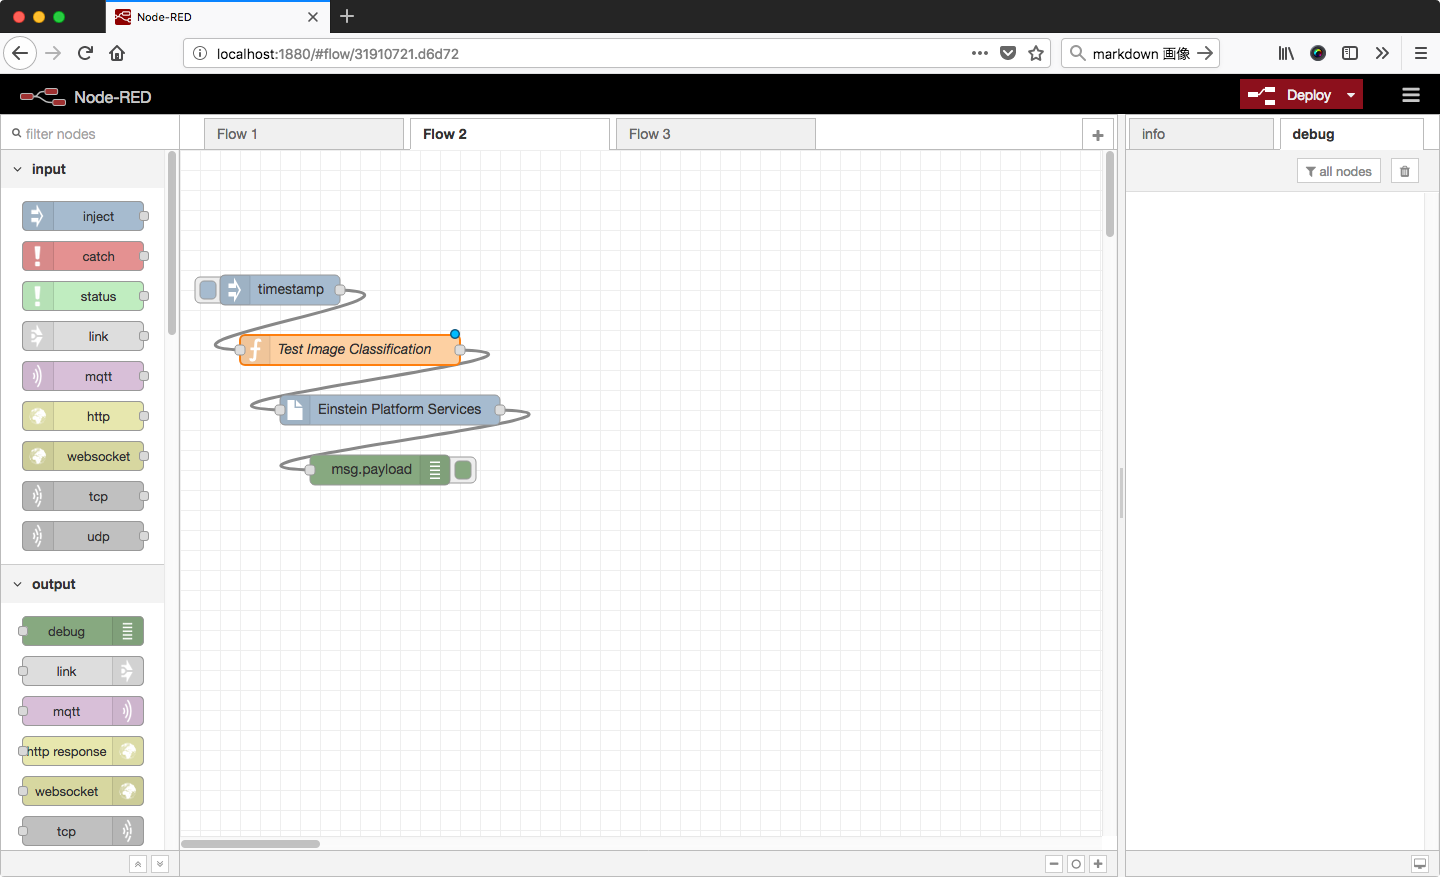 Node-RED
localhost:1880/#flow/31910721.d6d72
markdown 画像
Node-RED
Deploy
filter nodes
Flow 1
Flow 2
Flow 3
info
debug
all nodes
input
inject
catch
status
link
mqtt
http
websocket
tcp
udp
output
debug
link
mqtt
http response
websocket
tcp
timestamp
Test Image Classification
Einstein Platform Services
msg.payload